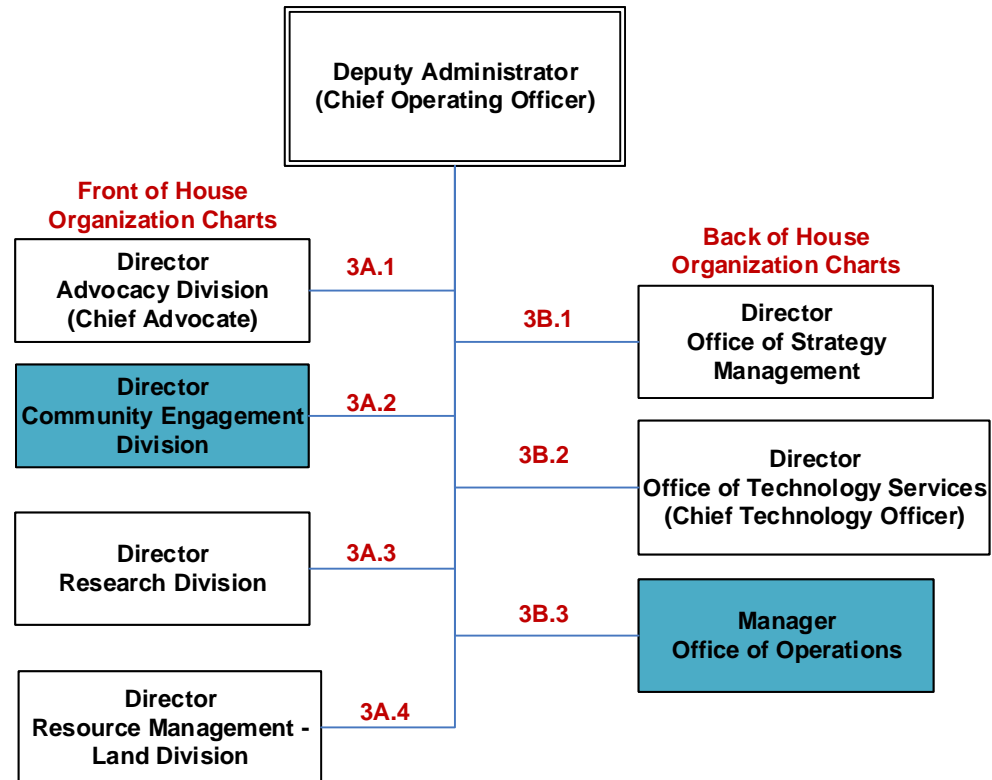 Deputy Administrator
(Chief Operating Officer)
Front of House
Organization Charts
Director
Advocacy Division
(Chief Advocate)
3A.1
Director
Community Engagement
Division
3A.2
Director
Research Division
3A.3
Director
Resource Management -
Land Division
3A.4
Back of House
Organization Charts
3B.1
Director
Office of Strategy
Management
3B.2
Director
Office of Technology Services
(Chief Technology Officer)
3B.3
Manager
Office of Operations